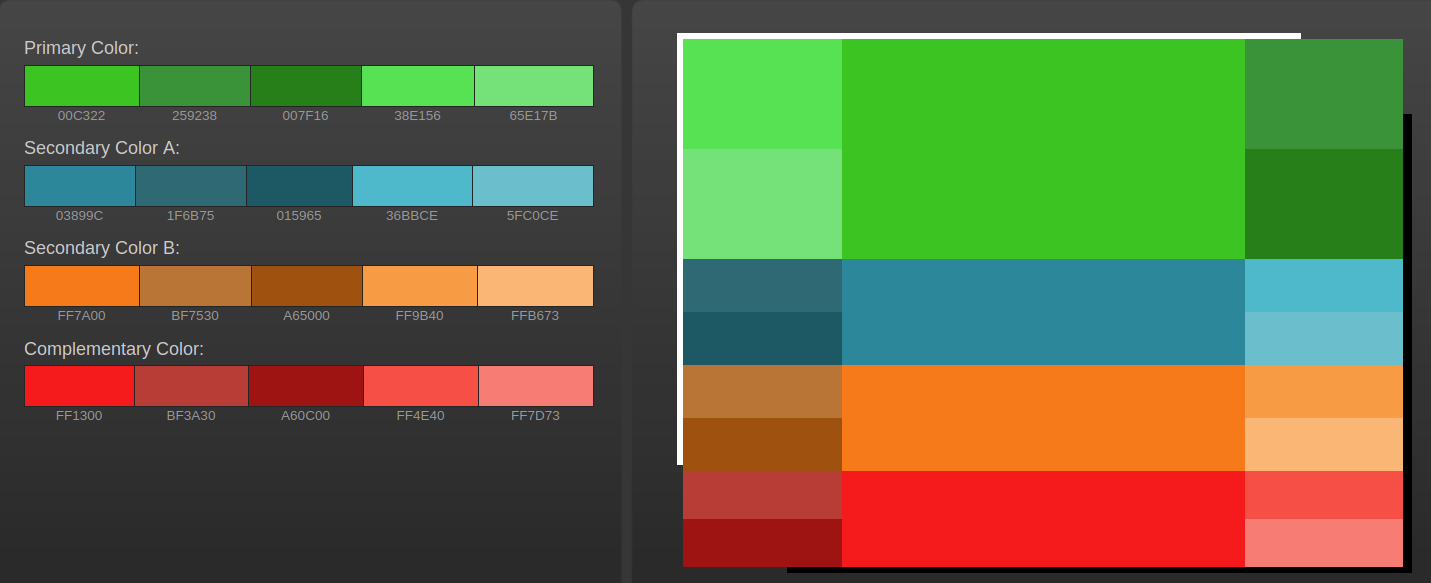 Primary Color:
00C322 259238 007F16 38E156 65E17B
Secondary Color A:
03899C 1F6B75 015965 36BBCE 5FC0CE
Secondary Color B:
FF7A00 BF7530 A65000 FF9B40 FFB673
Complementary Color:
FF1300 BF3A30 A60C00 FF4E40 FF7D73